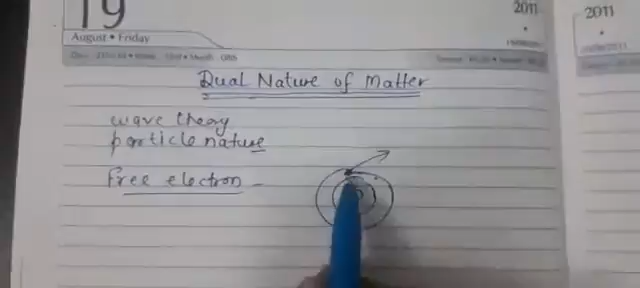 19
2011
2011
August • Friday
Dual Nature of Matter
wave theory
particle nature
free electron -